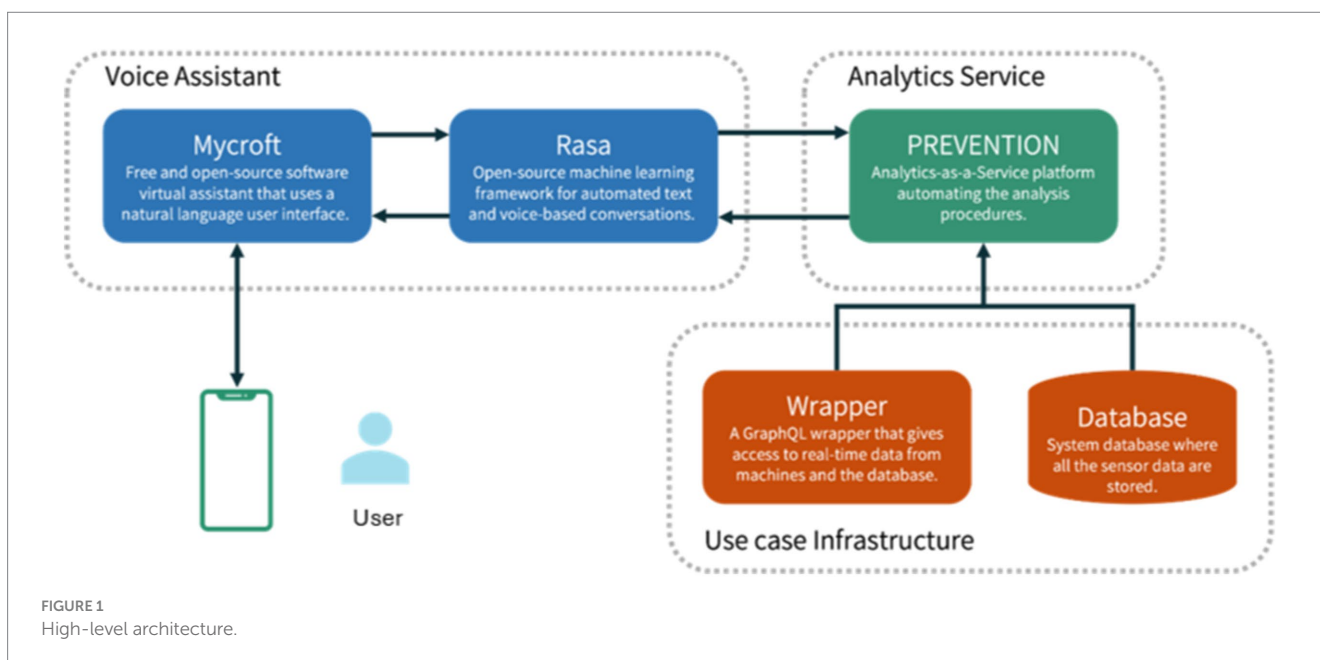 Voice Assistant
Mycroft
Free and open-source software
virtual assistant that uses a
natural language user interface.
Rasa
Open-source machine learning
framework for automated text
and voice-based conversations.
Analytics Service
PREVENTION
Analytics-as-a-Service platform
automating the analysis
procedures.
Wrapper
A GraphQL wrapper that gives
access to real-time data from
machines and the database.
Database
System database where
all the sensor data are
stored.
Use case Infrastructure
User
FIGURE 1
High-level architecture.